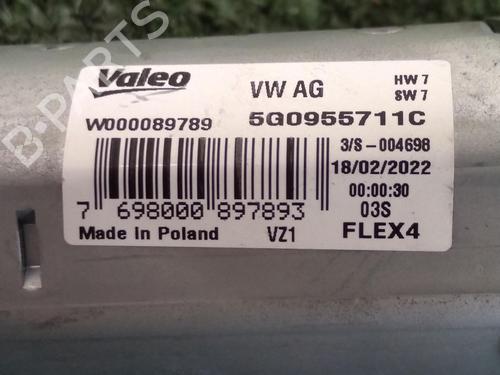 Valeo
VW AG
HW 7
SW 7
W000089789
5G0955711C
3/S-004698
18/02/2022
00:00:30
7 698000 897893
03S
Made in Poland
VZ1
FLEX4
B-PARTS